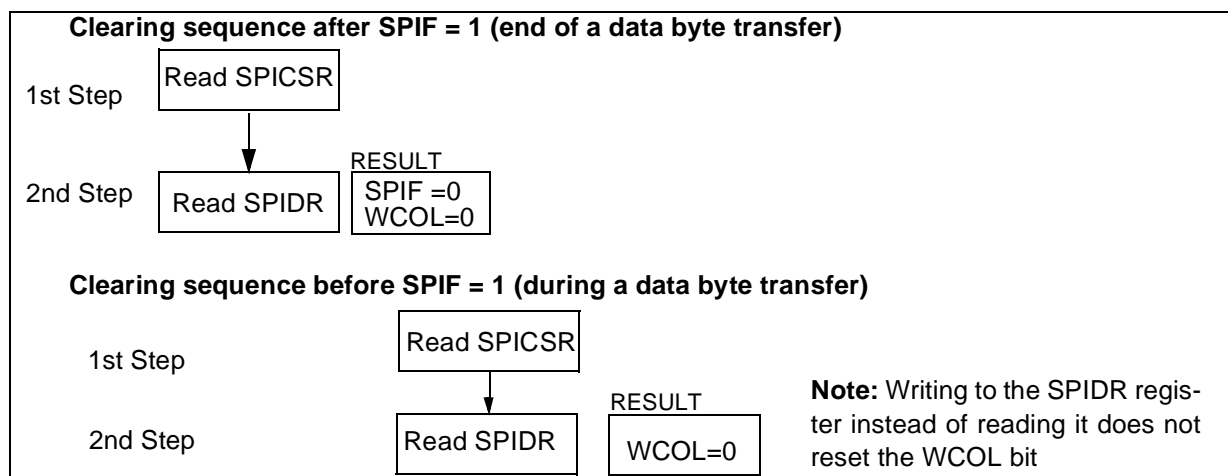 Clearing sequence after SPIF = 1 (end of a data byte transfer)
1st Step
Read SPICSR
2nd Step
Read SPIDR
RESULT
SPIF =0
WCOL=0
Clearing sequence before SPIF = 1 (during a data byte transfer)
1st Step
Read SPICSR
2nd Step
Read SPIDR
RESULT
WCOL=0
Note: Writing to the SPIDR regis-
ter instead of reading it does not
reset the WCOL bit